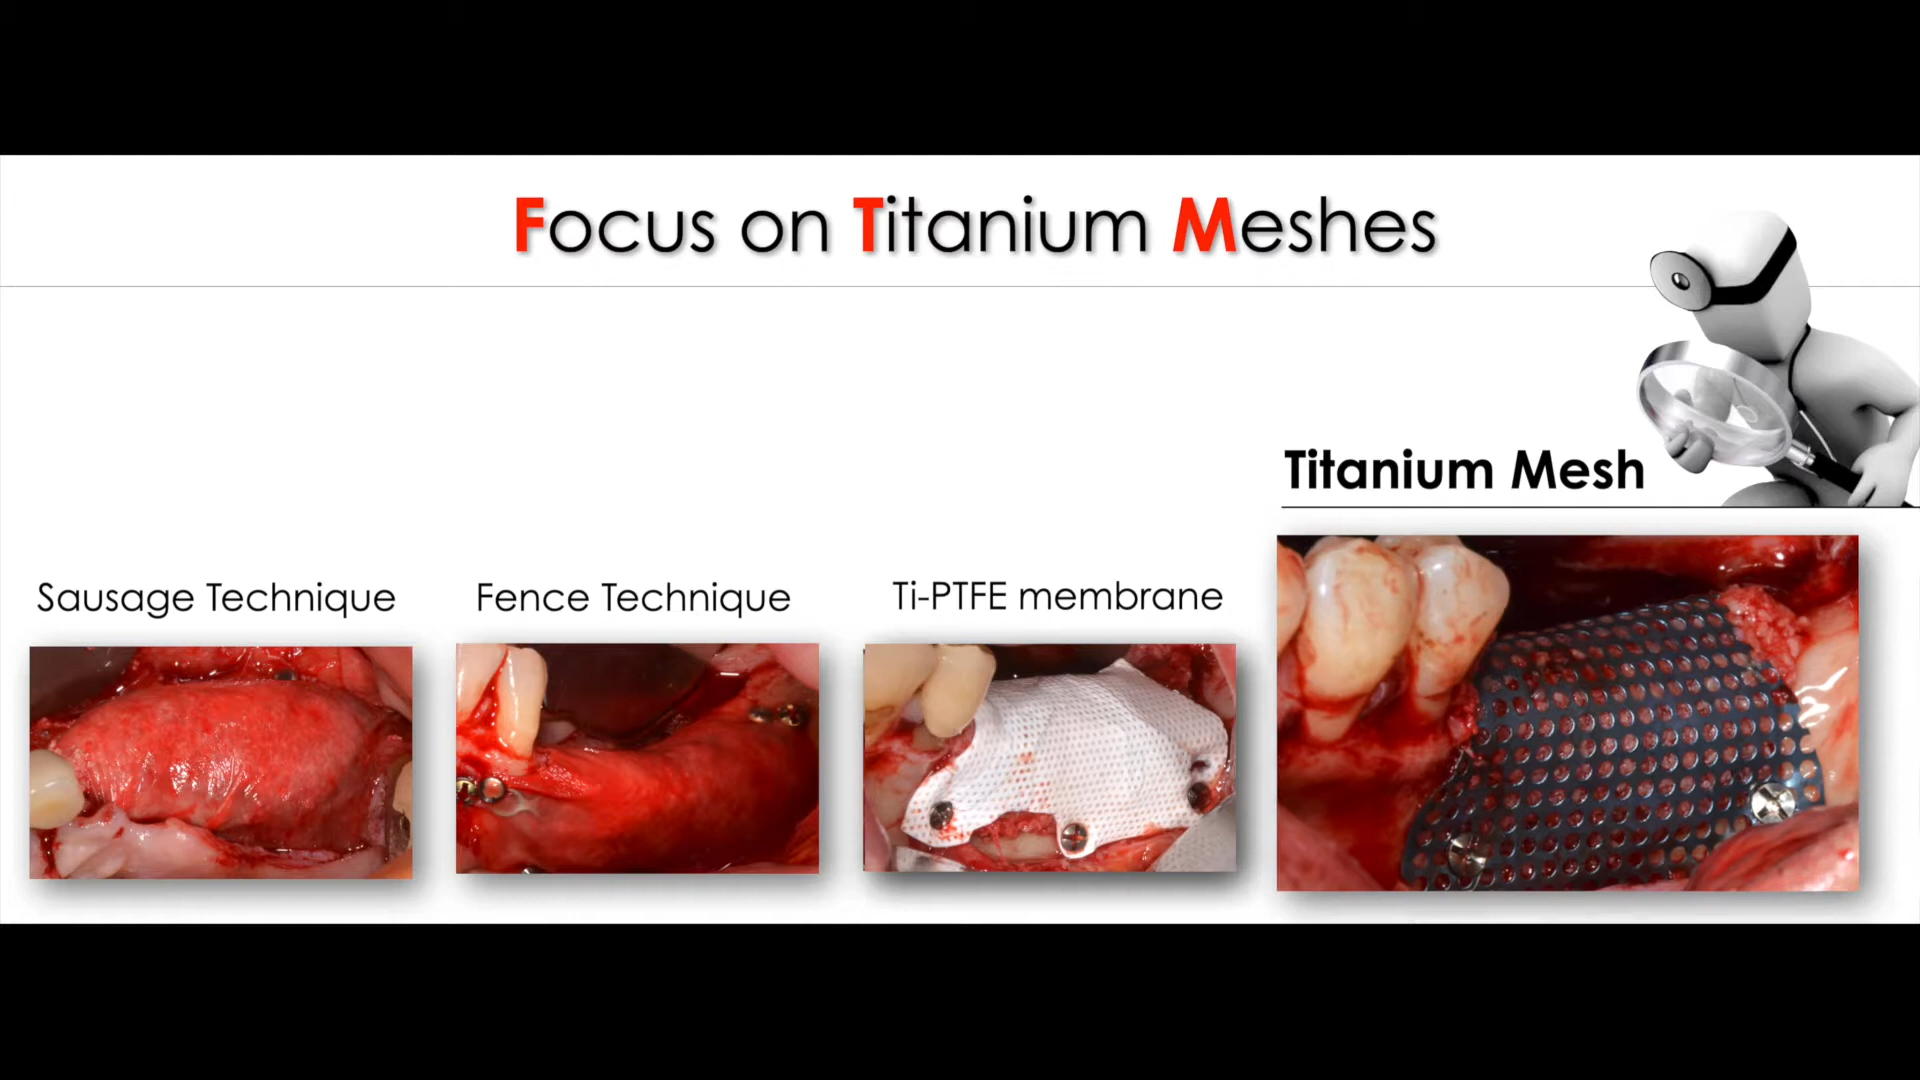 Focus on Titanium Meshes
Titanium Mesh
Sausage Technique
Fence Technique
Ti-PTFE membrane